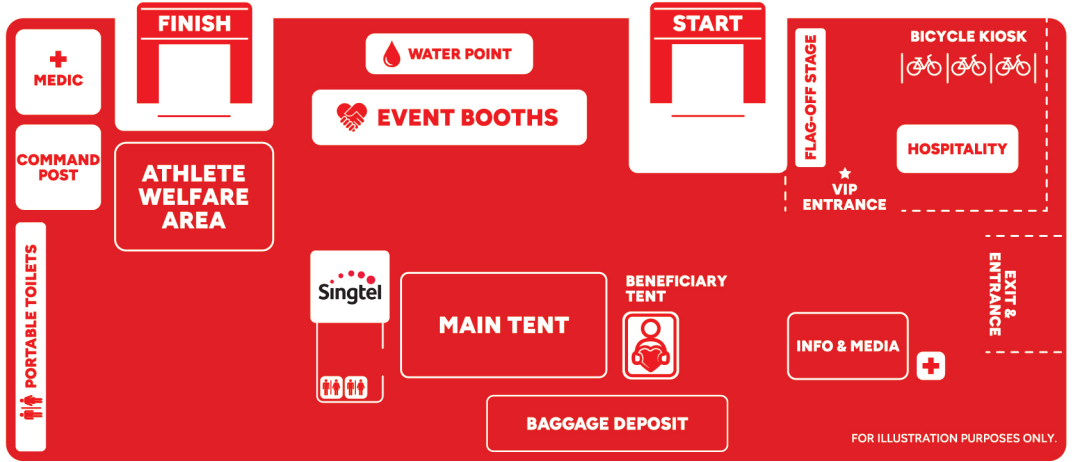 FINISH
START
WATER POINT
EVENT BOOTHS
FLAG-OFF STAGE
BICYCLE KIOSK
MEDIC
COMMAND
POST
HOSPITALITY
ATHLETE
WELFARE
AREA
VIP
ENTRANCE
PORTABLE TOILETS
Singtel
MAIN TENT
BENEFICIARY
TENT
EXIT &
ENTRANCE
INFO & MEDIA
BAGGAGE DEPOSIT
FOR ILLUSTRATION PURPOSES ONLY.